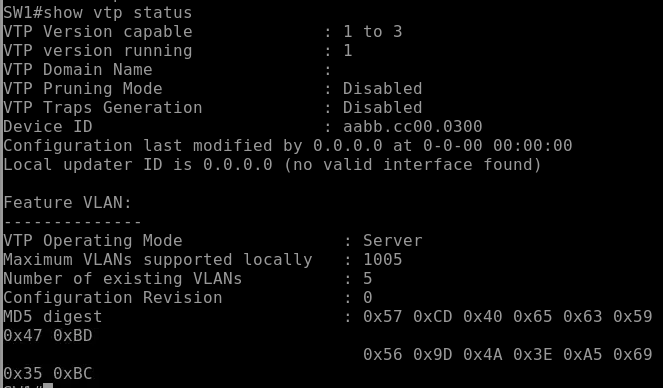 SW1#show vtp status
VTP Version capable : 1 to 3
VTP version running : 1
VTP Domain Name :
VTP Pruning Mode : Disabled
VTP Traps Generation : Disabled
Device ID : aabb.cc00.0300
Configuration last modified by 0.0.0.0 at 0-0-00 00:00:00
Local updater ID is 0.0.0.0 (no valid interface found)
Feature VLAN:
--------------
VTP Operating Mode : Server
Maximum VLANs supported locally : 1005
Number of existing VLANs : 5
Configuration Revision : 0
MD5 digest : 0x57 0xCD 0x40 0x65 0x63 0x59
0x47 0xBD
0x56 0x9D 0x4A 0x3E 0xA5 0x69
0x35 0xBC
SW1#